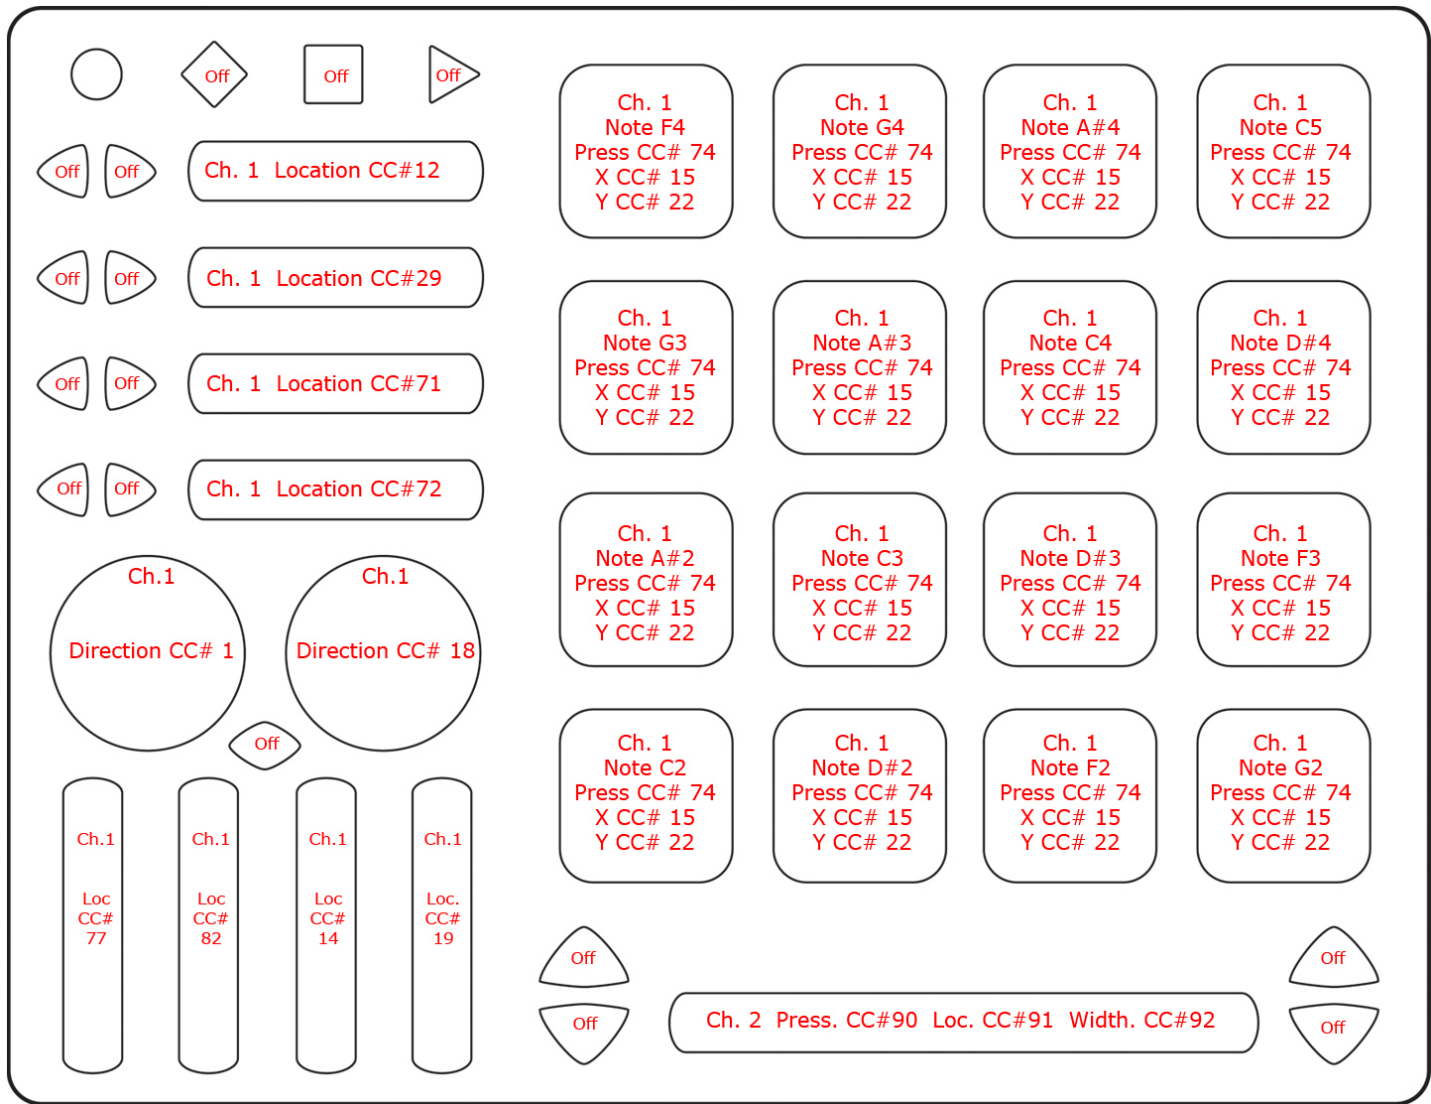 Off
Off
Off
Off
Off
Ch. 1  Location CC#12
Off
Off
Ch. 1  Location CC#29
Off
Off
Ch. 1  Location CC#71
Off
Off
Ch. 1  Location CC#72
Ch.1
Direction CC# 1
Ch.1
Direction CC# 18
Off
Ch.1
Loc
CC#
77
Ch.1
Loc
CC#
82
Ch.1
Loc
CC#
14
Ch.1
Loc.
CC#
19
Ch. 1
Note F4
Press CC# 74
X CC# 15
Y CC# 22
Ch. 1
Note G4
Press CC# 74
X CC# 15
Y CC# 22
Ch. 1
Note A#4
Press CC# 74
X CC# 15
Y CC# 22
Ch. 1
Note C5
Press CC# 74
X CC# 15
Y CC# 22
Ch. 1
Note G3
Press CC# 74
X CC# 15
Y CC# 22
Ch. 1
Note A#3
Press CC# 74
X CC# 15
Y CC# 22
Ch. 1
Note C4
Press CC# 74
X CC# 15
Y CC# 22
Ch. 1
Note D#4
Press CC# 74
X CC# 15
Y CC# 22
Ch. 1
Note A#2
Press CC# 74
X CC# 15
Y CC# 22
Ch. 1
Note C3
Press CC# 74
X CC# 15
Y CC# 22
Ch. 1
Note D#3
Press CC# 74
X CC# 15
Y CC# 22
Ch. 1
Note F3
Press CC# 74
X CC# 15
Y CC# 22
Ch. 1
Note C2
Press CC# 74
X CC# 15
Y CC# 22
Ch. 1
Note D#2
Press CC# 74
X CC# 15
Y CC# 22
Ch. 1
Note F2
Press CC# 74
X CC# 15
Y CC# 22
Ch. 1
Note G2
Press CC# 74
X CC# 15
Y CC# 22
Off
Off
Ch. 2  Press. CC#90  Loc. CC#91  Width. CC#92
Off
Off